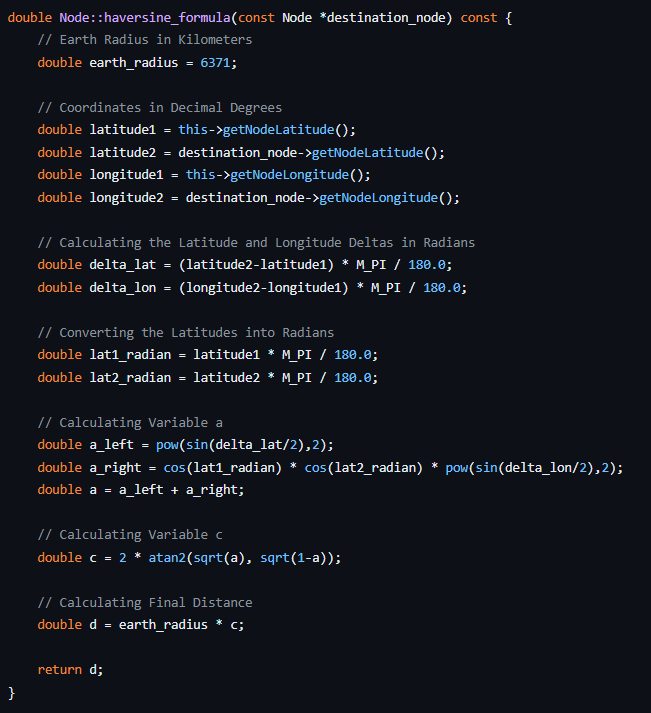 double Node::haversine_formula(const Node *destination_node) const {
    // Earth Radius in Kilometers
    double earth_radius = 6371;

    // Coordinates in Decimal Degrees
    double latitude1 = this->getNodeLatitude();
    double latitude2 = destination_node->getNodeLatitude();
    double longitude1 = this->getNodeLongitude();
    double longitude2 = destination_node->getNodeLongitude();

    // Calculating the Latitude and Longitude Deltas in Radians
    double delta_lat = (latitude2-latitude1) * M_PI / 180.0;
    double delta_lon = (longitude2-longitude1) * M_PI / 180.0;

    // Converting the Latitudes into Radians
    double lat1_radian = latitude1 * M_PI / 180.0;
    double lat2_radian = latitude2 * M_PI / 180.0;

    // Calculating Variable a
    double a_left = pow(sin(delta_lat/2),2);
    double a_right = cos(lat1_radian) * cos(lat2_radian) * pow(sin(delta_lon/2),2);
    double a = a_left + a_right;

    // Calculating Variable c
    double c = 2 * atan2(sqrt(a), sqrt(1-a));

    // Calculating Final Distance
    double d = earth_radius * c;

    return d;
}